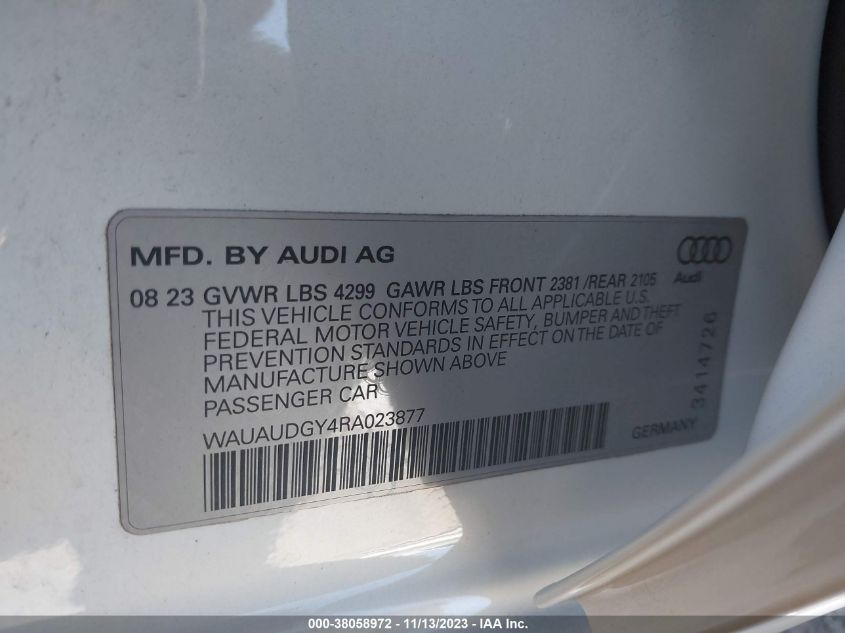 MFD. BY AUDI AG
Audi
08 23 GVWR LBS 4299 GAWR LBS FRONT 2381 /REAR 2105
THIS VEHICLE CONFORMS TO ALL APPLICABLE U.S.
FEDERAL MOTOR VEHICLE SAFETY, BUMPER AND THEFT
PREVENTION STANDARDS IN EFFECT ON THE DATE OF
MANUFACTURE SHOWN ABOVE
PASSENGER CAR
WAUAUDGY4RA023877
GERMANY
3414726
000-38058972 - 11/13/2023 - IAA Inc.